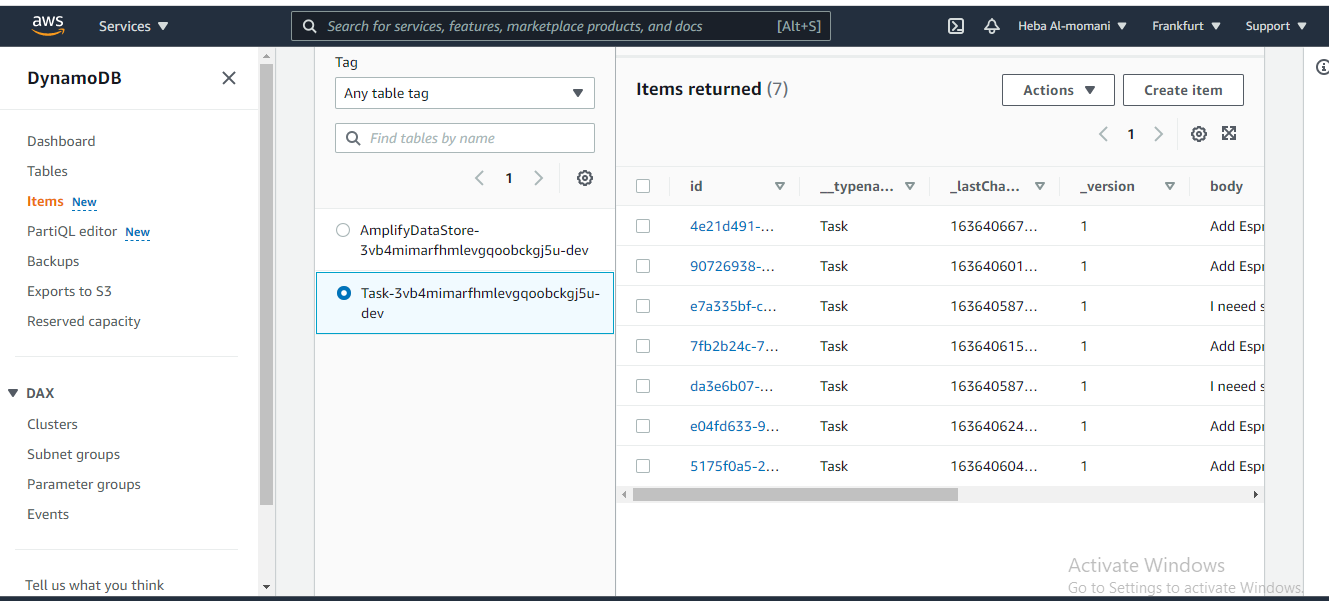 aws
Services
Search for services, features, marketplace products, and docs
[Alt+S]
Heba Al-momani
Frankfurt
Support
DynamoDB
Dashboard
Tables
Items New
PartiQL editor New
Backups
Exports to S3
Reserved capacity
DAX
Clusters
Subnet groups
Parameter groups
Events
Tell us what you think
Tag
Any table tag
Find tables by name
1
AmplifyDataStore-
3vb4mimarfhmlevgqoobckgj5u-dev
Task-3vb4mimarfhmlevgqoobckgj5u-
dev
Items returned (7)
Actions
Create item
1
id __typena... _lastCha... _version body
4e21d491-... Task 163640667... 1 Add Espr
90726938-... Task 163640601... 1 Add Espr
e7a335bf-c... Task 163640587... 1 I neeed s
7fb2b24c-7... Task 163640615... 1 Add Espr
da3e6b07-... Task 163640587... 1 I neeed s
e04fd633-9... Task 163640624... 1 Add Espr
5175f0a5-2... Task 163640604... 1 Add Espr
Activate Windows
Go to Settings to activate Windows.